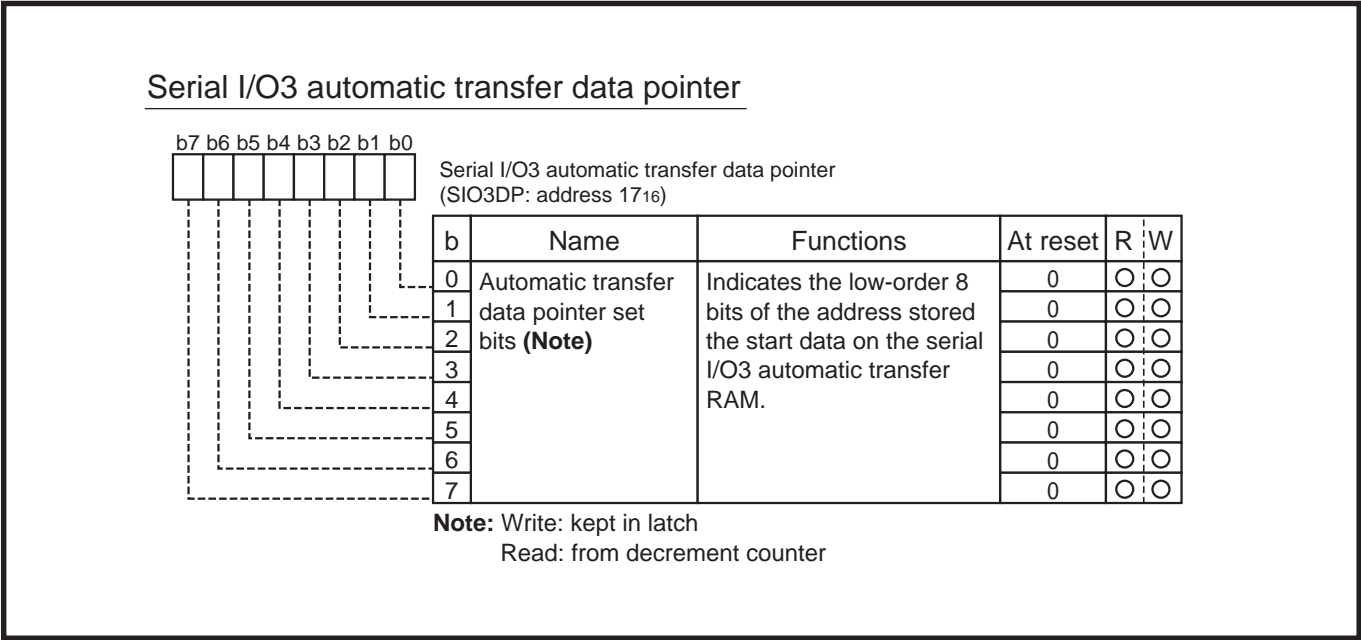 Serial I/O3 automatic transfer data pointer
b7 b6 b5 b4 b3 b2 b1 b0
Serial I/O3 automatic transfer data pointer
(SIO3DP: address 1716)
b Name Functions At reset R W
0 Automatic transfer Indicates the low-order 8 0 O O
1 data pointer set bits of the address stored 0 O O
2 bits (Note) the start data on the serial 0 O O
3 I/O3 automatic transfer 0 O O
4 RAM. 0 O O
5 0 O O
6 0 O O
7 0 O O
Note: Write: kept in latch
Read: from decrement counter